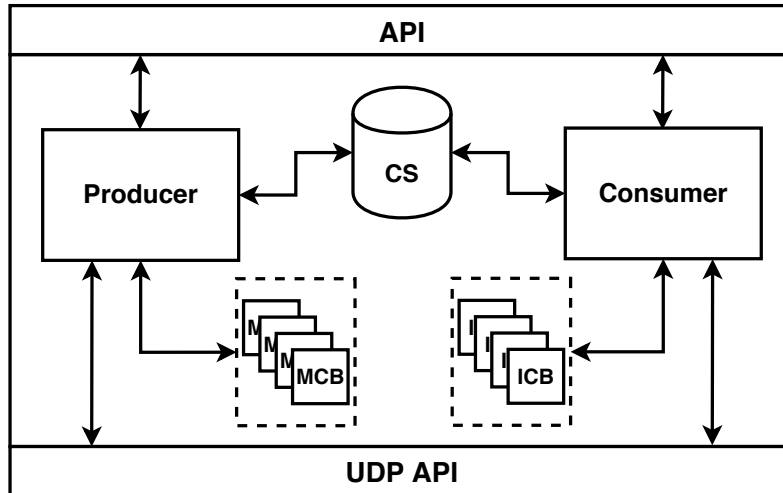 API
Producer
CS
Consumer
M
M
M
MCB
I
I
I
ICB
UDP API